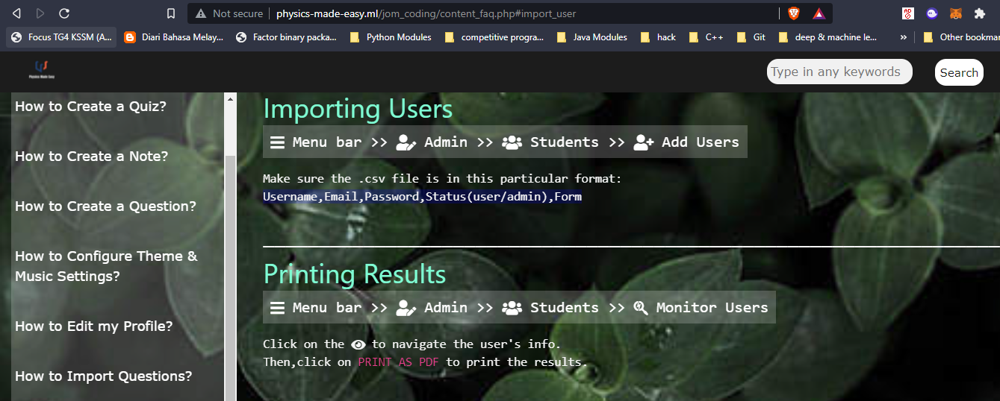 Not secure | physics-made-easy.ml/jom_coding/content_faq.php#import_user
Focus TG4 KSSM (A...
Diari Bahasa Melay...
Factor binary packa...
Python Modules
competitive progra...
Java Modules
hack
C++
Git
deep & machine le...
»
Other bookmar
Physics Made Easy
Type in any keywords
Search
How to Create a Quiz?
How to Create a Note?
How to Create a Question?
How to Configure Theme &
Music Settings?
How to Edit my Profile?
How to Import Questions?
Importing Users
Menu bar >> Admin >> Students >> Add Users
Make sure the .csv file is in this particular format:
Username,Email,Password,Status(user/admin),Form
Printing Results
Menu bar >> Admin >> Students >> Monitor Users
Click on the to navigate the user's info.
Then,click on PRINT AS PDF to print the results.